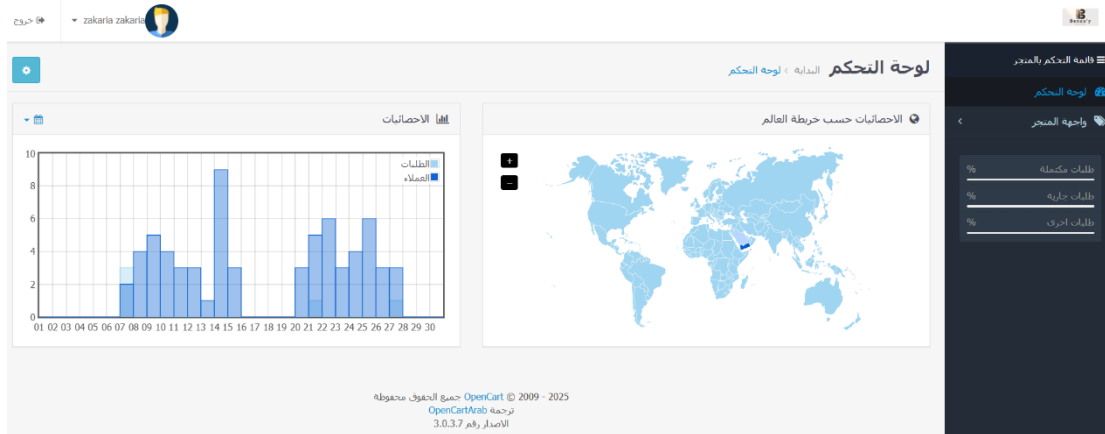 خروج
zakaria zakaria
Benaa'y
قائمة التحكم بالمتجر
لوحة التحكم
واجهة المتجر
طلبات مكتملة %
طلبات جارية %
طلبات اخرى %
لوحة التحكم
البداية › لوحة التحكم
الاحصائيات حسب خريطة العالم
+
−
الاحصائيات
الطلبات
العملاء
10
8
6
4
2
0
01 02 03 04 05 06 07 08 09 10 11 12 13 14 15 16 17 18 19 20 21 22 23 24 25 26 27 28 29 30
OpenCart © 2009 - 2025 جميع الحقوق محفوظة
ترجمة OpenCartArab
الاصدار رقم 3.0.3.7